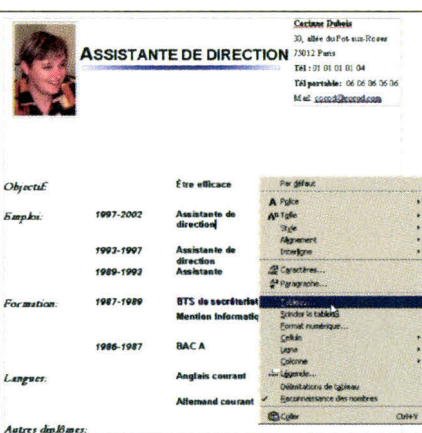 Corinne Dubois
30, allée du Pot-aux-Roses
75012 Paris
Tél : 01 01 01 01 04
Tél portable : 06 06 06 06 06
Mail
ASSISTANTE DE DIRECTION
Objectif: Être efficace
Emploi: 1997-2002 Assistante de
direction
1993-1997 Assistante de
direction
1989-1993 Assistante
Formation: 1987-1989 BTS de secrétariat
Mention Informatiq
1986-1987 BAC A
Langues: Anglais courant
Allemand courant
Autres diplômes:
Par défaut
Police
Taille
Style
Alignement
Interligne
Caractères...
Paragraphe...
Tableau...
Scinder le tableau
Format numérique...
Cellule
Ligne
Colonne
Légende...
Délimitations de tableau
✓ Reconnaissance des nombres
Coller Ctrl+V